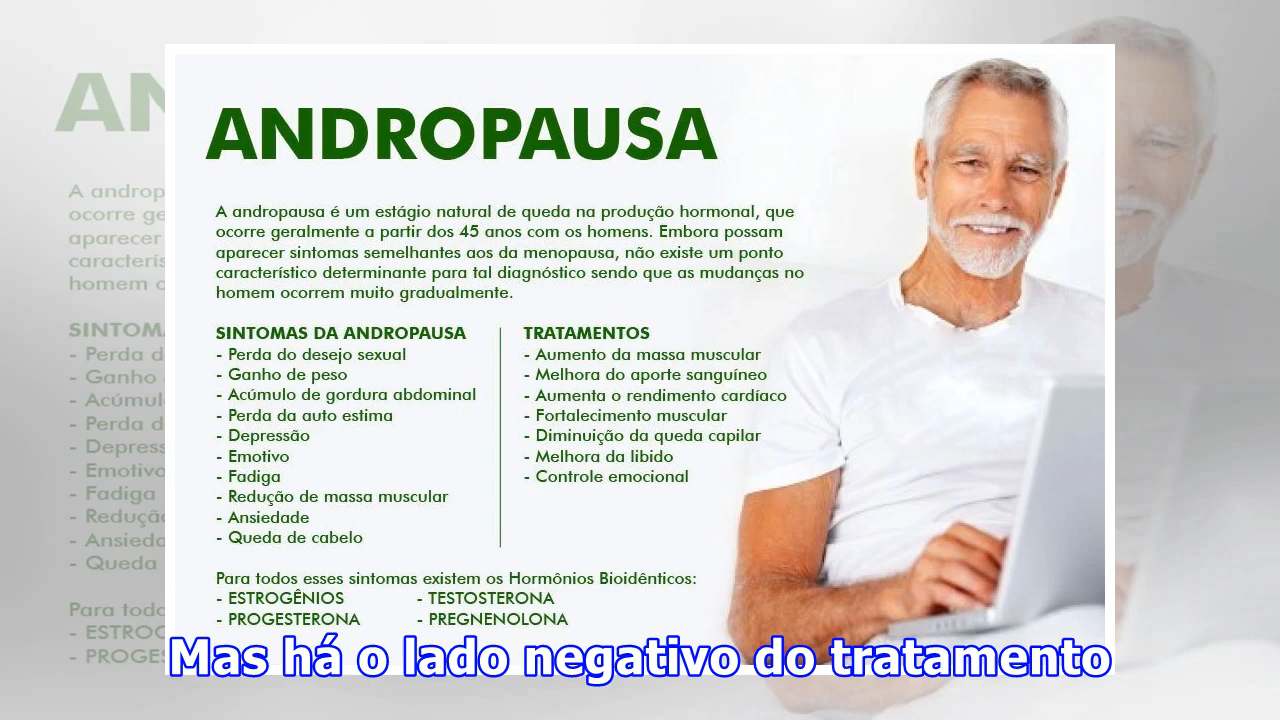 ANDROPAUSA
A andropausa é um estágio natural de queda na produção hormonal, que
ocorre geralmente a partir dos 45 anos com os homens. Embora possam
aparecer sintomas semelhantes aos da menopausa, não existe um ponto
característico determinante para tal diagnóstico sendo que as mudanças no
homem ocorrem muito gradualmente.
SINTOMAS DA ANDROPAUSA
- Perda do desejo sexual
- Ganho de peso
- Acúmulo de gordura abdominal
- Perda da auto estima
- Depressão
- Emotivo
- Fadiga
- Redução de massa muscular
- Ansiedade
- Queda de cabelo
TRATAMENTOS
- Aumento da massa muscular
- Melhora do aporte sanguíneo
- Aumenta o rendimento cardíaco
- Fortalecimento muscular
- Diminuição da queda capilar
- Melhora da líbido
- Controle emocional
Para todos esses sintomas existem os Hormônios Bioidênticos:
- ESTROGÊNIOS
- PROGESTERONA
- TESTOSTERONA
- PREGNENOLONA
Mas há o lado negativo do tratamento